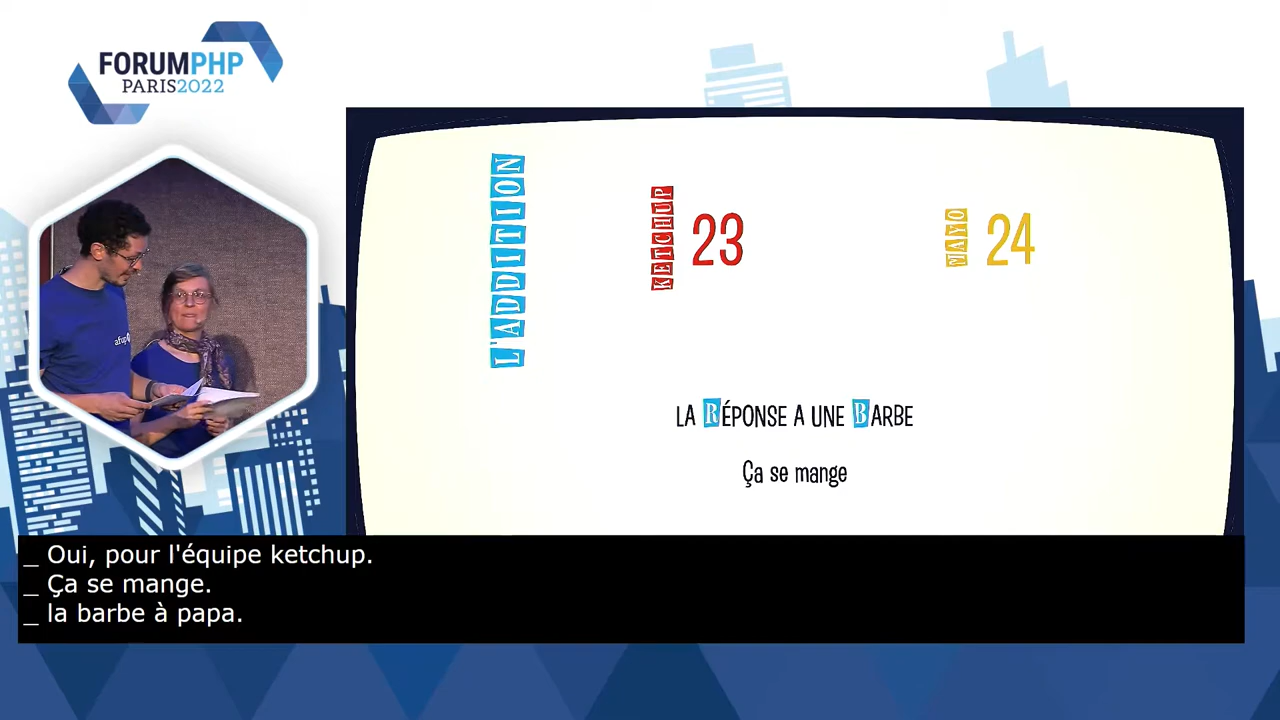 FORUMPHP
PARIS2022
afup
L'ADDITION
KETCHUP
23
MAYO
24
LA RÉPONSE A UNE BARBE
Ça se mange
_ Oui, pour l'équipe ketchup.
_ Ça se mange.
_ la barbe à papa.